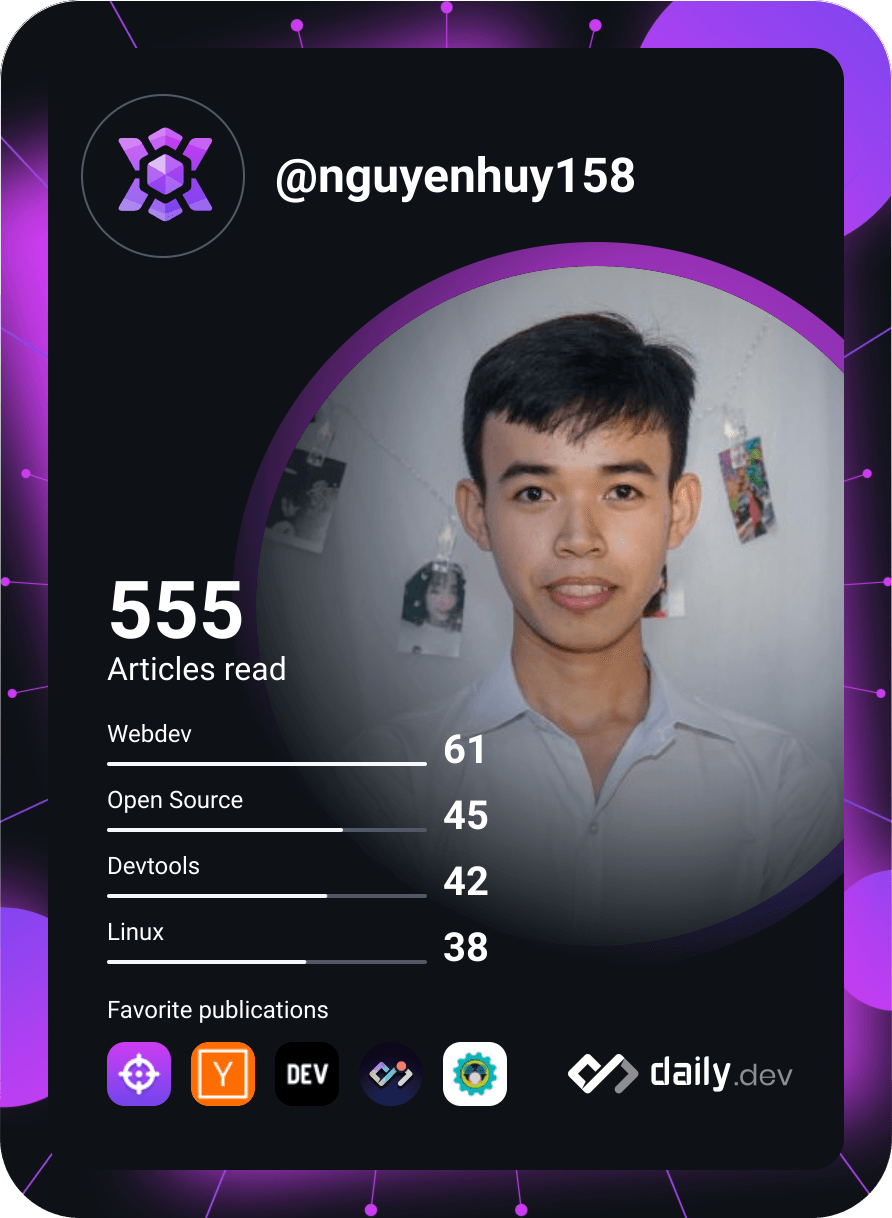 @nguyenhuy158
555
Articles read
Webdev
61
Open Source
45
Devtools
42
Linux
38
Favorite publications
Y
DEV
daily.dev